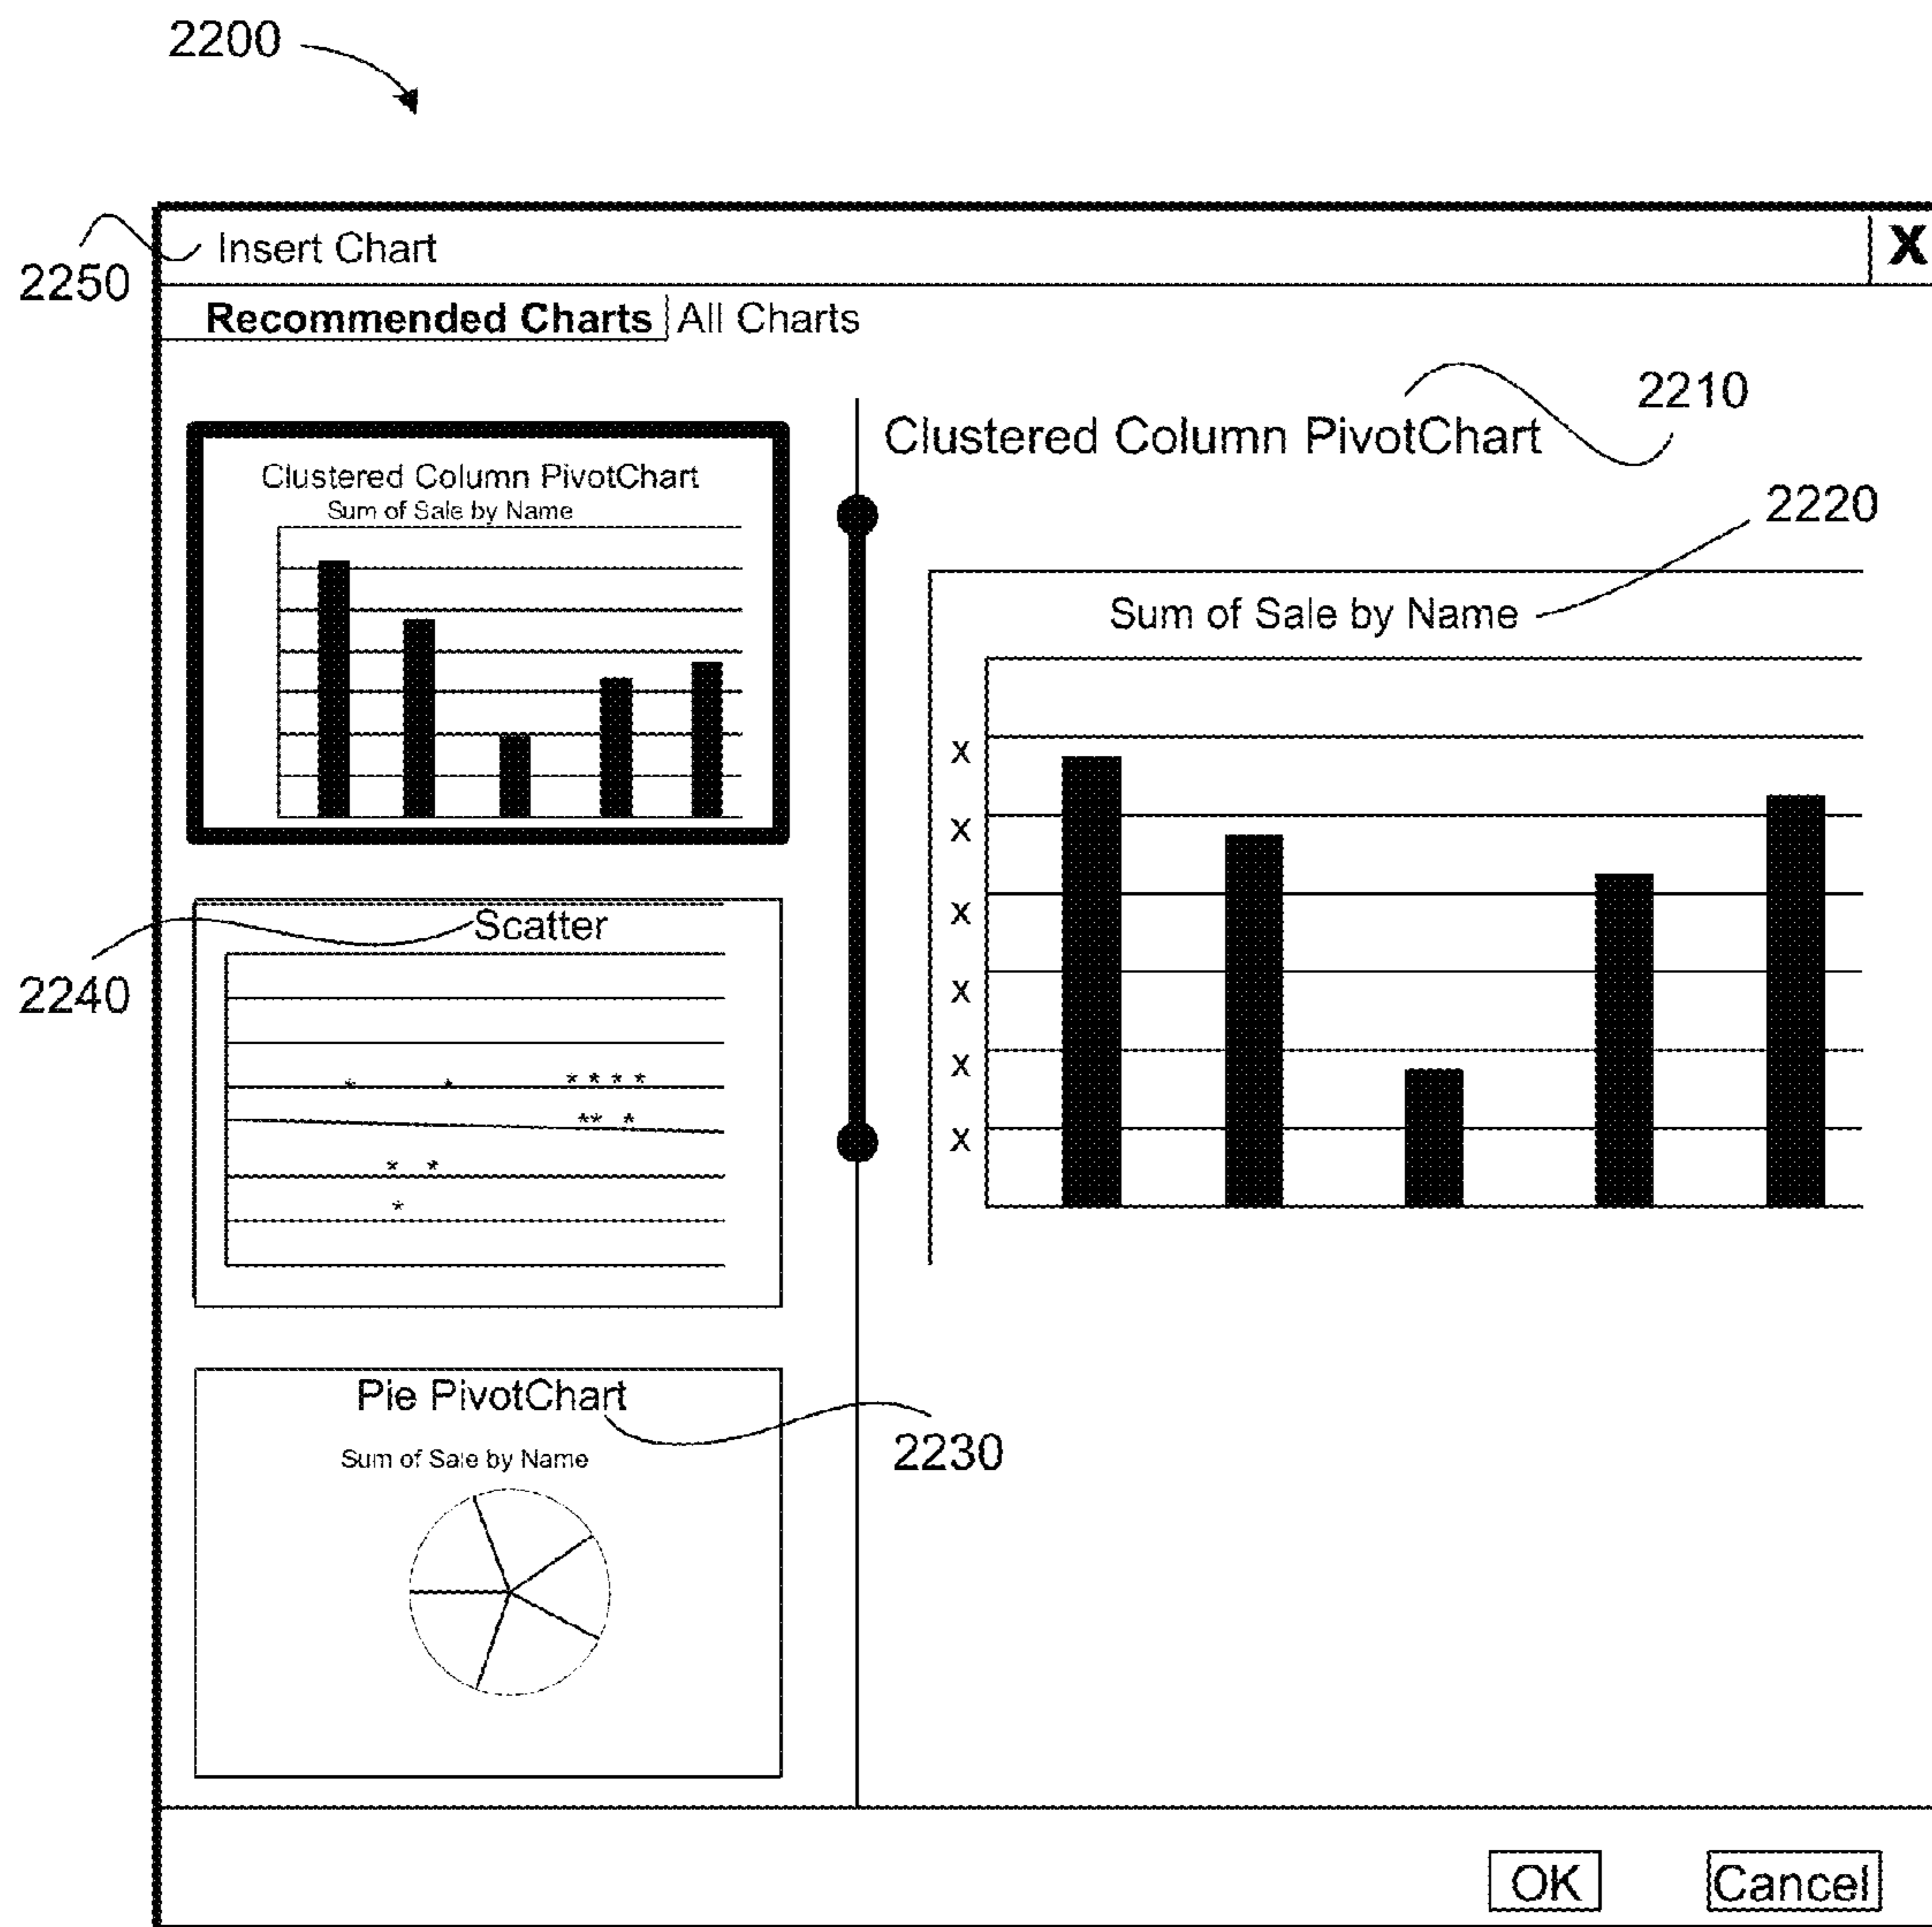 2200
Insert Chart X
2250
Recommended Charts All Charts
2210
Clustered Column PivotChart
Clustered Column PivotChart
Sum of Sale by Name
2220
Sum of Sale by Name
X
X
X
X
X
X
Scatter
2240
* * * * * *
** *
* *
*
Pie PivotChart
Sum of Sale by Name
2230
OK Cancel